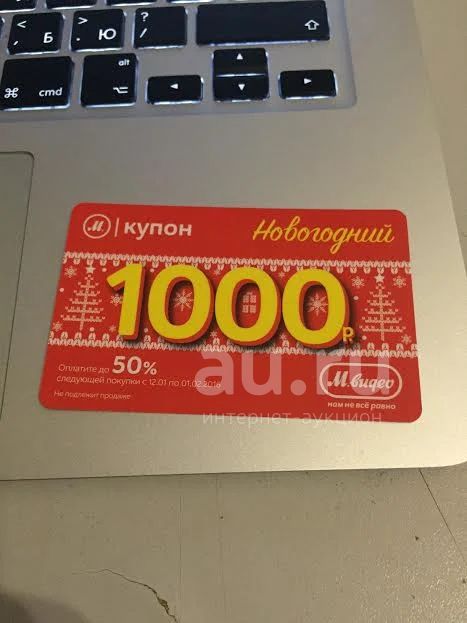 < , Б
> . Ю
? / ,
⇧
⌘ cmd
alt ⌥
◄
▲
▼
►
М | купон
Новогодний
1000 R
Оплатите до 50%
следующей покупки с 12.01 по 01.02.2016
Не подлежит продаже
М.видео
нам не всё равно
au.ru
интернет аукцион